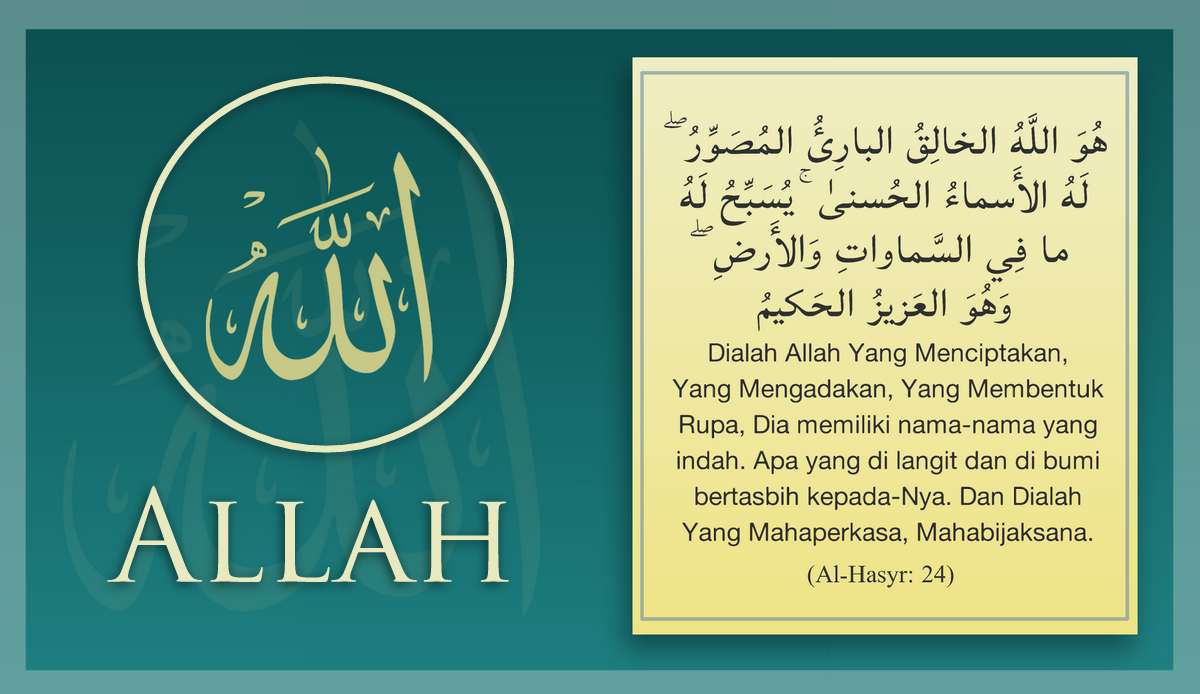 اللّٰهُ
ALLAH
هُوَ اللَّهُ الخالِقُ البارِئُ المُصَوِّرُ ۖ
لَهُ الأَسماءُ الحُسنىٰ ۚ يُسَبِّحُ لَهُ
ما فِي السَّماواتِ وَالأَرضِ ۖ
وَهُوَ العَزيزُ الحَكيمُ
Dialah Allah Yang Menciptakan,
Yang Mengadakan, Yang Membentuk
Rupa, Dia memiliki nama-nama yang
indah. Apa yang di langit dan di bumi
bertasbih kepada-Nya. Dan Dialah
Yang Mahaperkasa, Mahabijaksana.
(Al-Hasyr: 24)